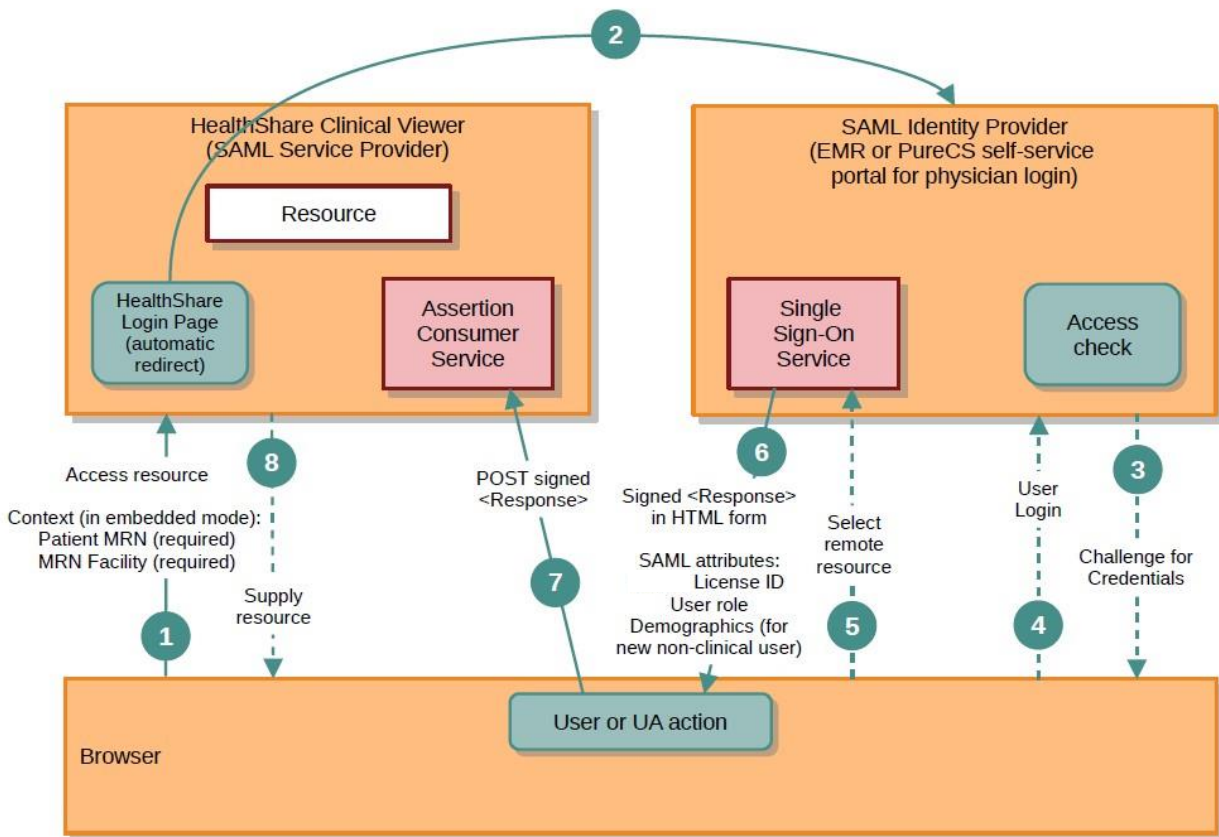 2
HealthShare Clinical Viewer
(SAML Service Provider)
Resource
HealthShare
Login Page
(automatic
redirect)
Assertion
Consumer
Service
SAML Identity Provider
(EMR or PureCS self-service
portal for physician login)
Single
Sign-On
Service
Access
check
Access resource
Context (in embedded mode):
Patient MRN (required)
MRN Facility (required)
1
8
Supply
resource
POST signed
<Response>
7
6
Signed <Response>
in HTML form
SAML attributes:
License ID
User role
Demographics (for
new non-clinical user)
Select
remote
resource
5
User
Login
4
3
Challenge for
Credentials
User or UA action
Browser